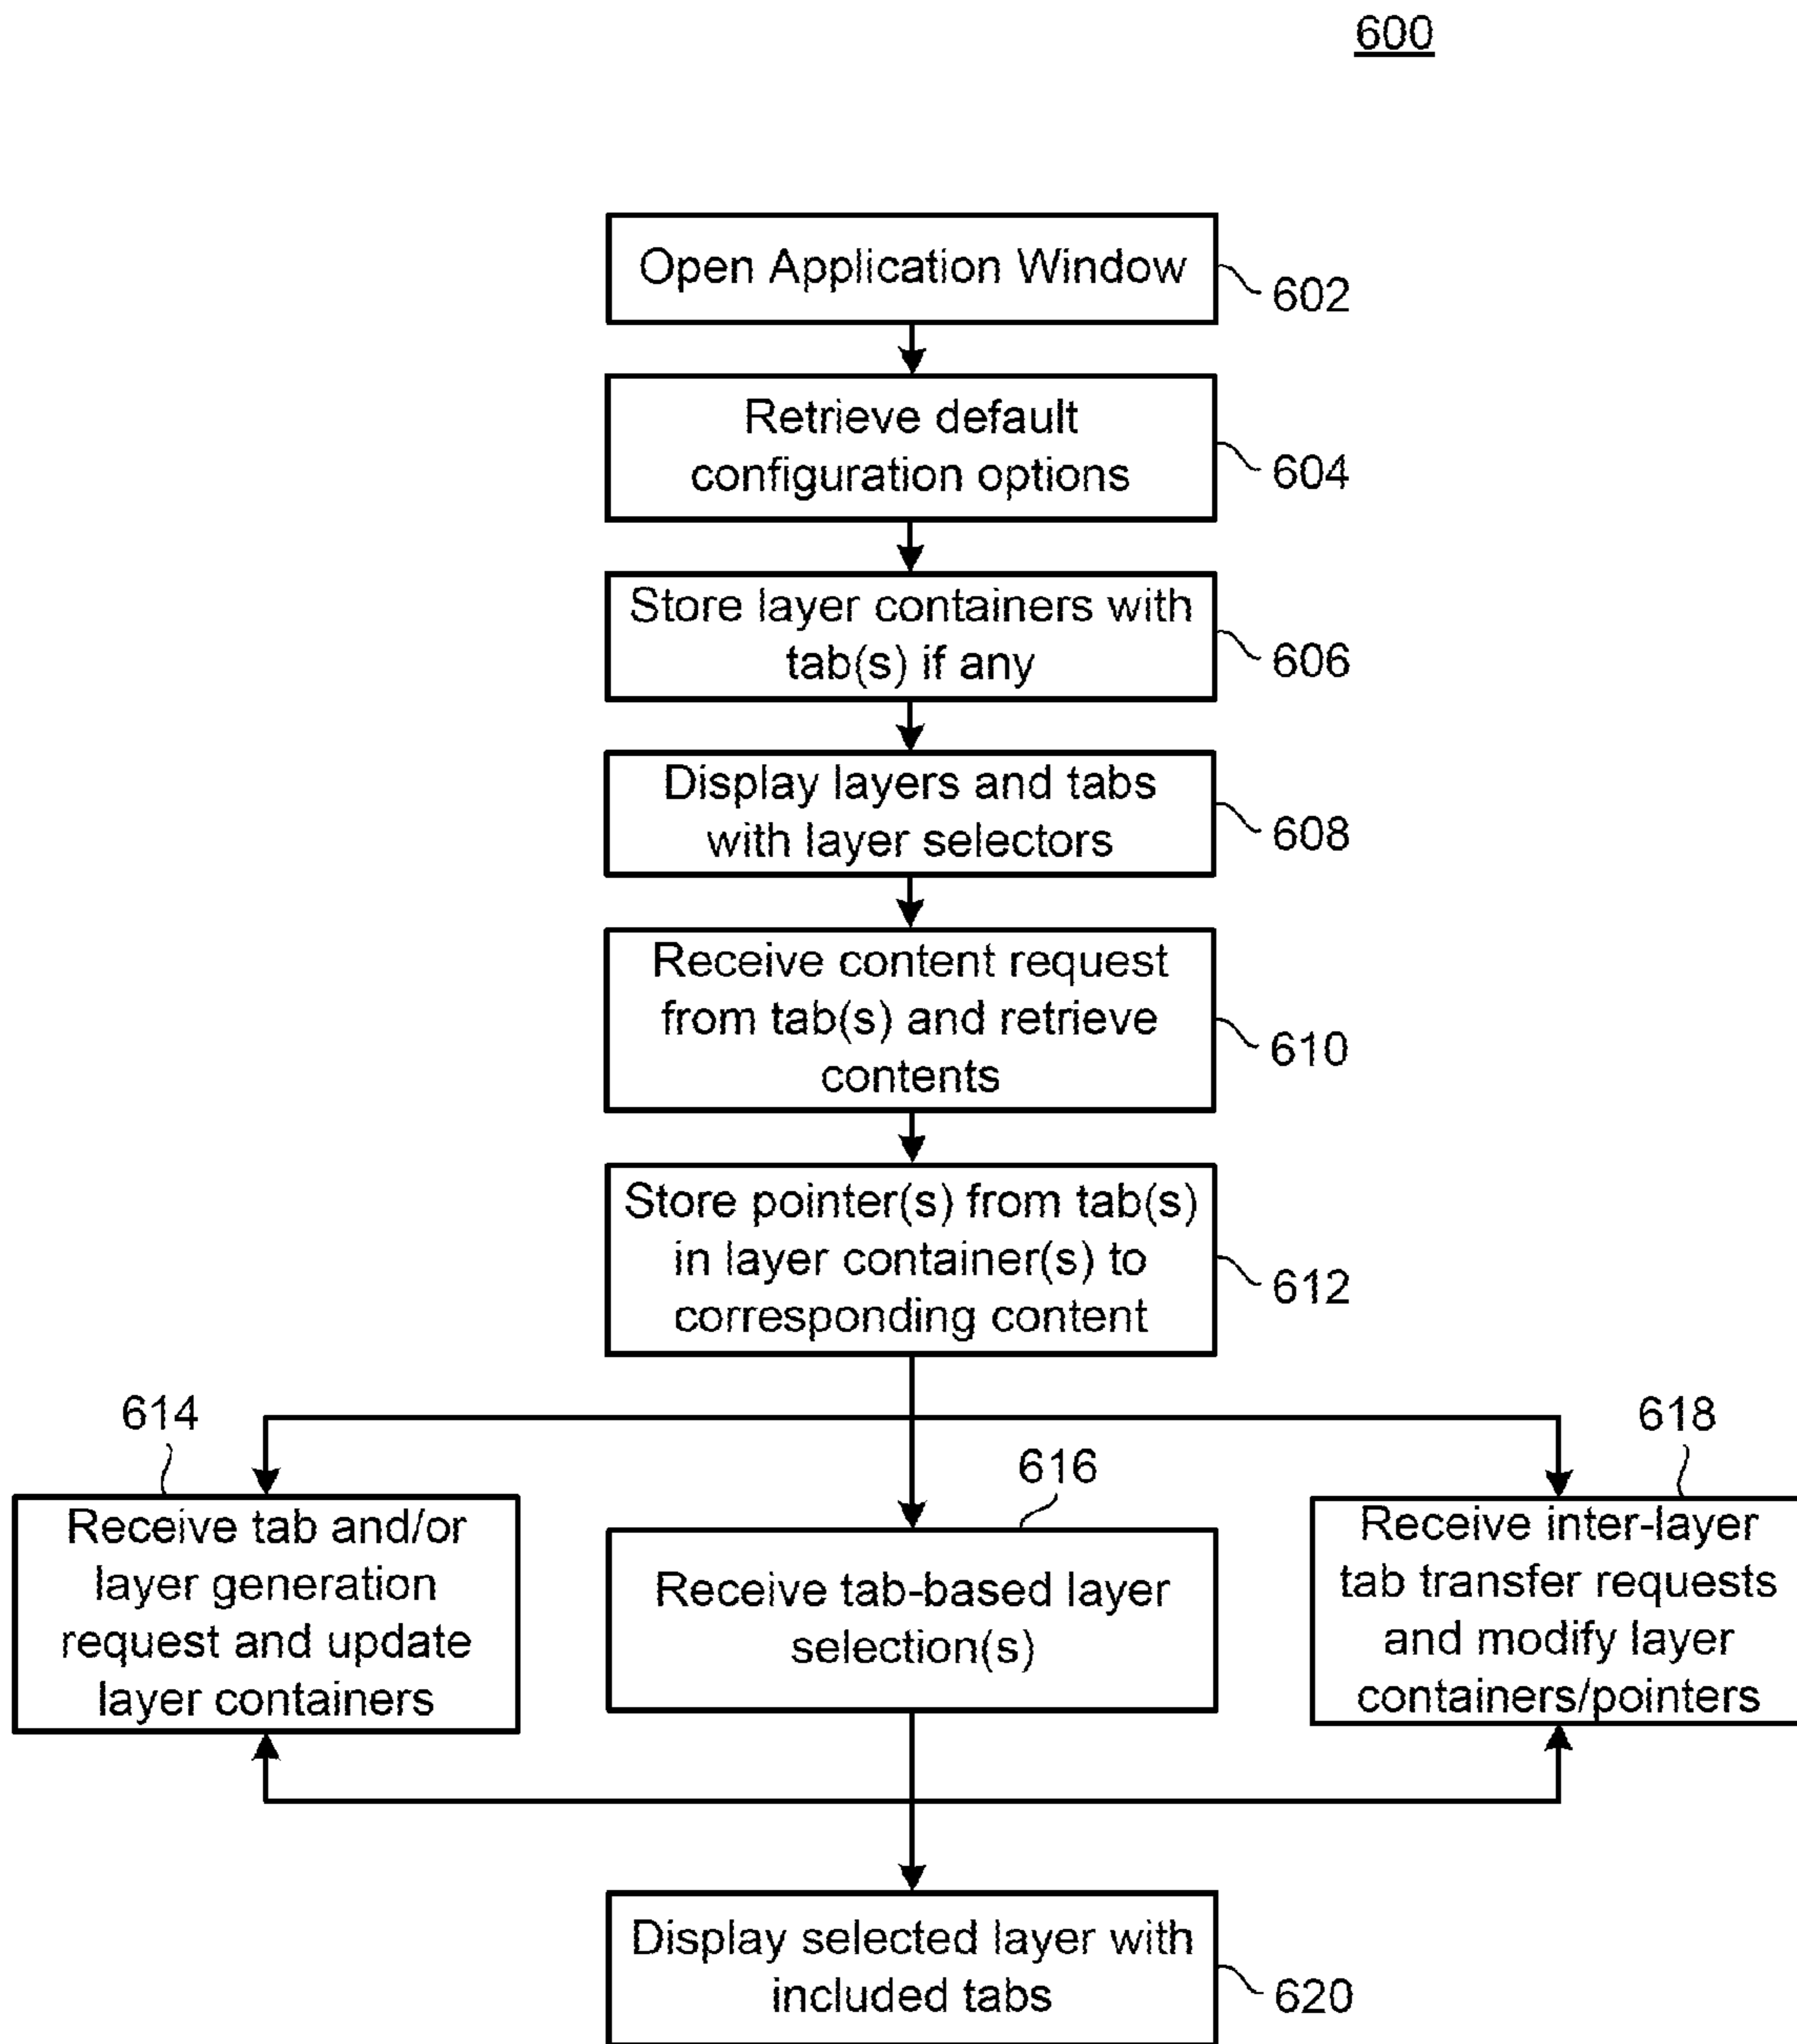 600
Open Application Window
602
Retrieve default
configuration options
604
Store layer containers with
tab(s) if any
606
Display layers and tabs
with layer selectors
608
Receive content request
from tab(s) and retrieve
contents
610
Store pointer(s) from tab(s)
in layer container(s) to
corresponding content
612
614
Receive tab and/or
layer generation
request and update
layer containers
616
Receive tab-based layer
selection(s)
618
Receive inter-layer
tab transfer requests
and modify layer
containers/pointers
Display selected layer with
included tabs
620